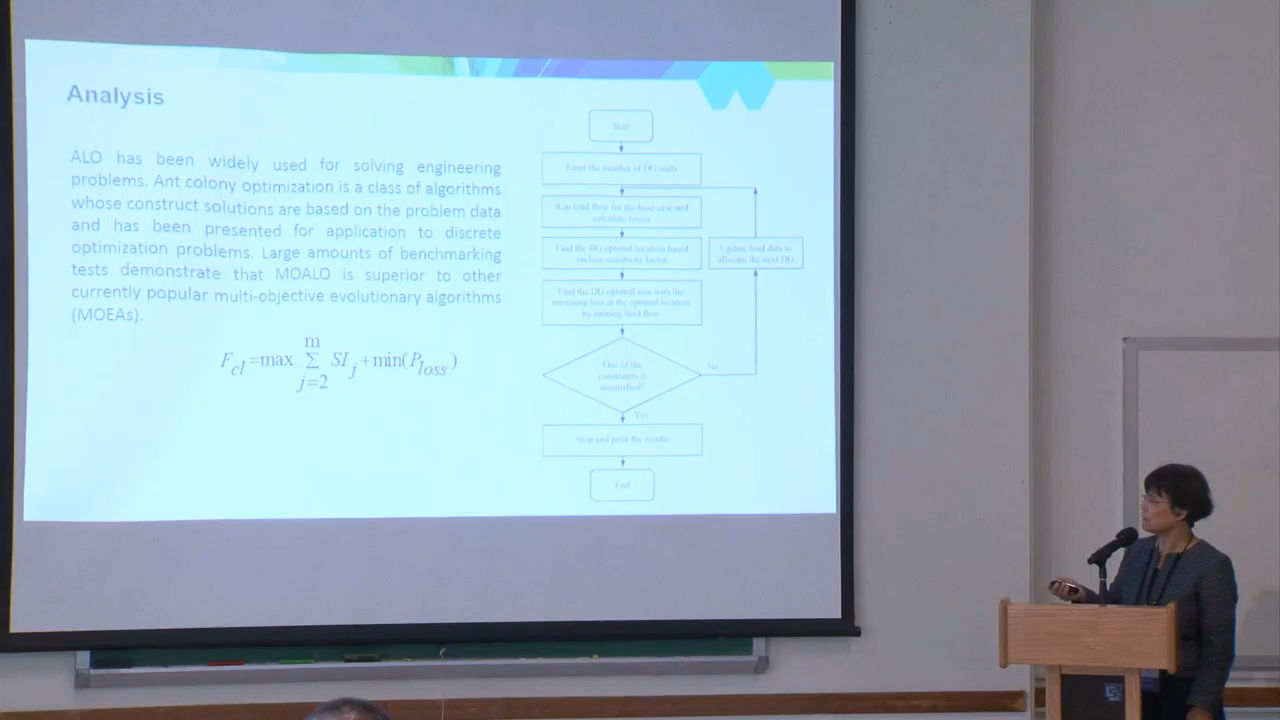 Analysis
ALO has been widely used for solving engineering
problems. Ant colony optimization is a class of algorithms
whose construct solutions are based on the problem data
and has been presented for application to discrete
optimization problems. Large amounts of benchmarking
tests demonstrate that MOALO is superior to other
currently popular multi-objective evolutionary algorithms
(MOEAs).
F_cl = max Σ_{j=2}^{m} SI_j + min(P_loss)
Start
Enter the number of DG units
Run load flow for the base case and
calculate losses
Find the DG optimal location based
on loss sensitivity factor
Update load data to
allocate the next DG
Find the DG optimal size with the
minimum loss at the optimal location
by running load flow
One of the
constraints is
unsatisfied?
No
Yes
Stop and print the results
End